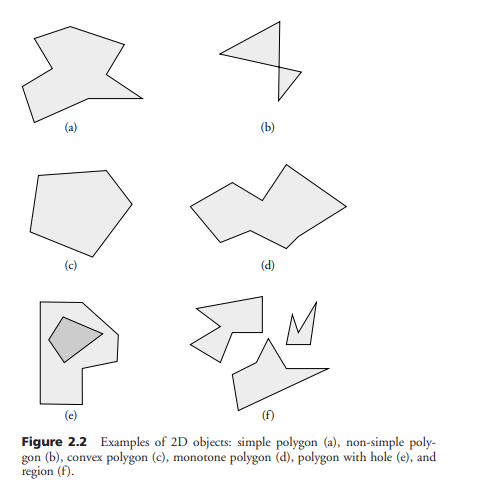 (a)
(b)
(c)
(d)
(e)
(f)
Figure 2.2 Examples of 2D objects: simple polygon (a), non-simple poly-
gon (b), convex polygon (c), monotone polygon (d), polygon with hole (e), and
region (f).